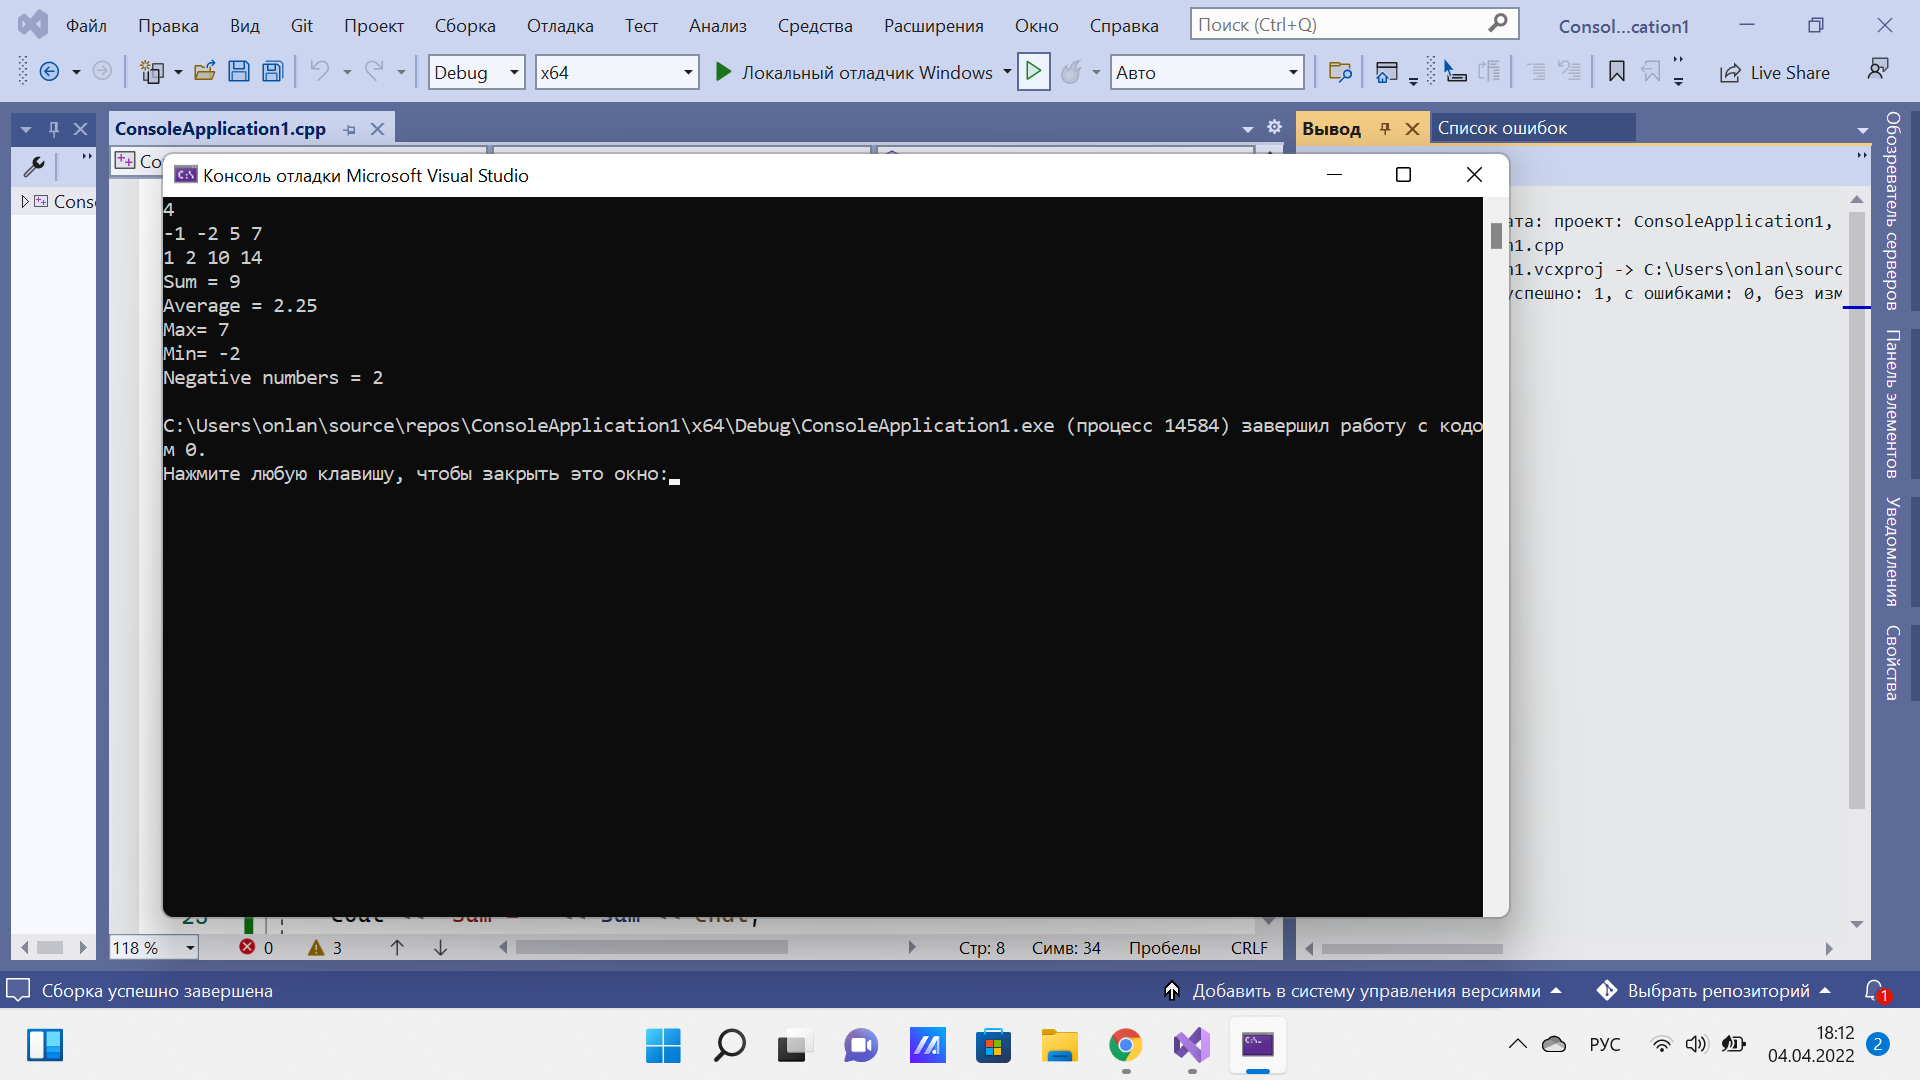 Файл Правка Вид Git Проект Сборка Отладка Тест Анализ Средства Расширения Окно Справка Поиск (Ctrl+Q) Consol...cation1
Debug x64 Локальный отладчик Windows Авто Live Share
ConsoleApplication1.cpp
Вывод Список ошибок
Консоль отладки Microsoft Visual Studio
4
-1 -2 5 7
1 2 10 14
Sum = 9
Average = 2.25
Max= 7
Min= -2
Negative numbers = 2
C:\Users\onlan\source\repos\ConsoleApplication1\x64\Debug\ConsoleApplication1.exe (процесс 14584) завершил работу с кодо
м 0.
Нажмите любую клавишу, чтобы закрыть это окно:
ата: проект: ConsoleApplication1,
n1.cpp
n1.vcxproj -> C:\Users\onlan\sourc
успешно: 1, с ошибками: 0, без изм
Обозреватель серверов
Панель элементов
Уведомления
Свойства
118 % 0 3 Стр: 8 Симв: 34 Пробелы CRLF
Сборка успешно завершена Добавить в систему управления версиями Выбрать репозиторий 1
РУС 18:12 2
04.04.2022